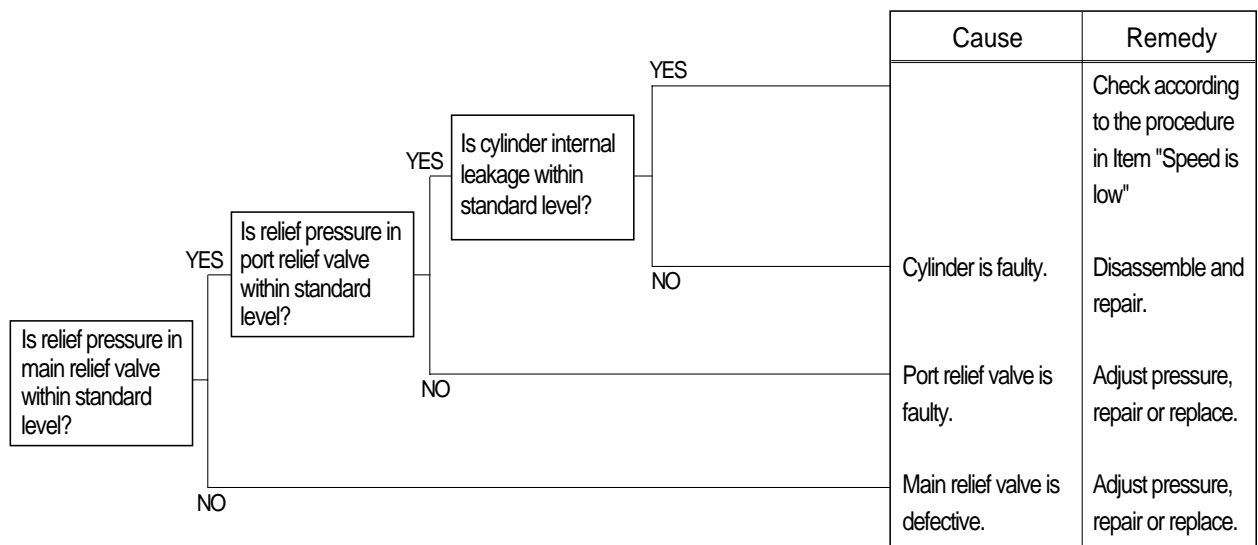 Cause
Remedy
YES
Check according
to the procedure
in Item "Speed is
low"
YES
Is cylinder internal
leakage within
standard level?
NO
Cylinder is faulty.
Disassemble and
repair.
YES
Is relief pressure in
port relief valve
within standard
level?
NO
Port relief valve is
faulty.
Adjust pressure,
repair or replace.
Is relief pressure in
main relief valve
within standard
level?
NO
Main relief valve is
defective.
Adjust pressure,
repair or replace.